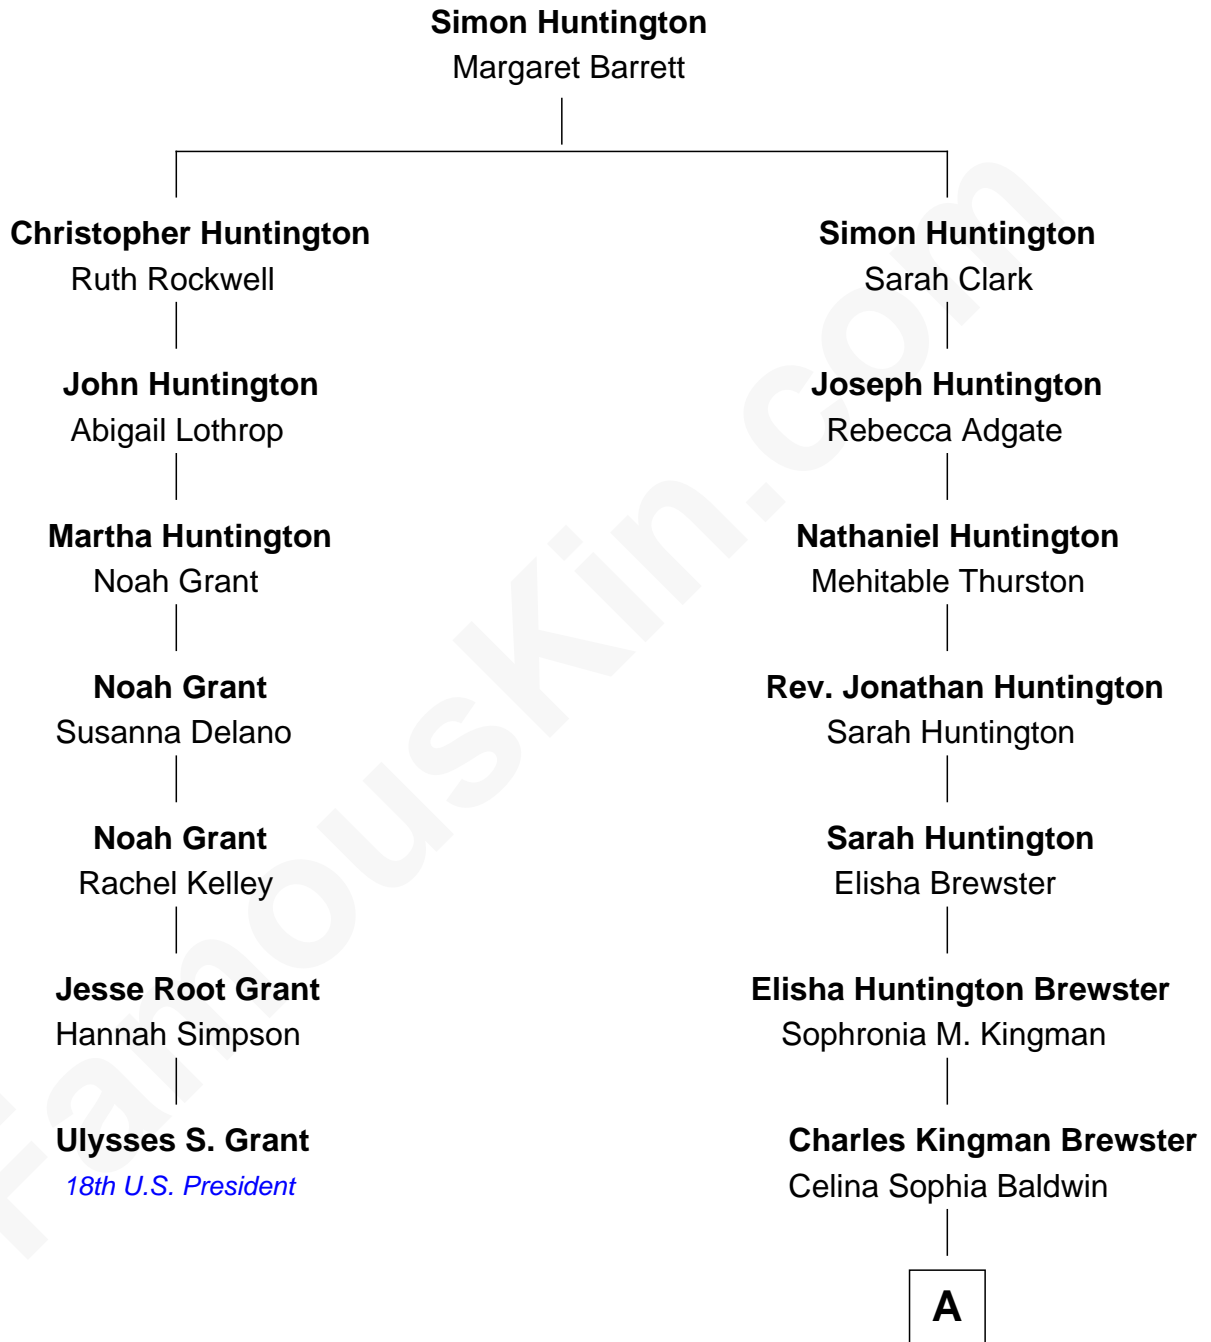 Simon Huntington
Margaret Barrett
Christopher Huntington
Ruth Rockwell
Simon Huntington
Sarah Clark
John Huntington
Abigail Lothrop
Joseph Huntington
Rebecca Adgate
Martha Huntington
Noah Grant
Nathaniel Huntington
Mehitable Thurston
Noah Grant
Susanna Delano
Rev. Jonathan Huntington
Sarah Huntington
Noah Grant
Rachel Kelley
Sarah Huntington
Elisha Brewster
Jesse Root Grant
Hannah Simpson
Elisha Huntington Brewster
Sophronia M. Kingman
Ulysses S. Grant
18th U.S. President
Charles Kingman Brewster
Celina Sophia Baldwin
A
FamousKin.com